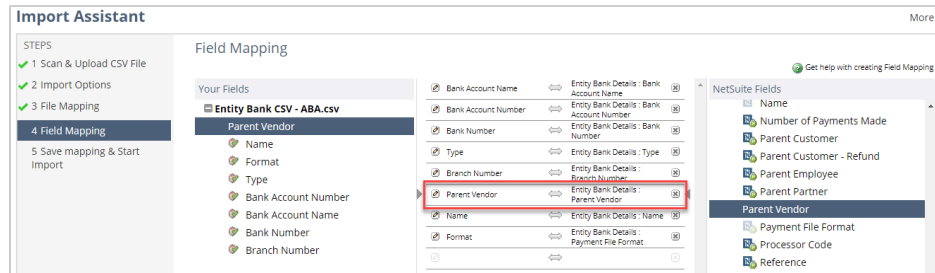 Import Assistant
More
STEPS
1 Scan & Upload CSV File
2 Import Options
3 File Mapping
4 Field Mapping
5 Save mapping & Start
Import
Field Mapping
Get help with creating Field Mapping
Your Fields
Entity Bank CSV - ABA.csv
Parent Vendor
Name
Format
Type
Bank Account Number
Bank Account Name
Bank Number
Branch Number
Bank Account Name
Entity Bank Details : Bank
Account Name
Bank Account Number
Entity Bank Details : Bank
Account Number
Bank Number
Entity Bank Details : Bank
Number
Type
Entity Bank Details : Type
Branch Number
Entity Bank Details :
Branch Number
Parent Vendor
Entity Bank Details :
Parent Vendor
Name
Entity Bank Details : Name
Format
Entity Bank Details :
Payment File Format
NetSuite Fields
Name
Number of Payments Made
Parent Customer
Parent Customer - Refund
Parent Employee
Parent Partner
Parent Vendor
Payment File Format
Processor Code
Reference